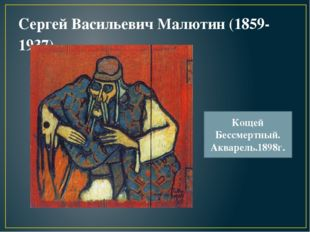 Сергей Васильевич Малютин (1859-
1937)
Кощей
Бессмертный.
Акварель.1898г.